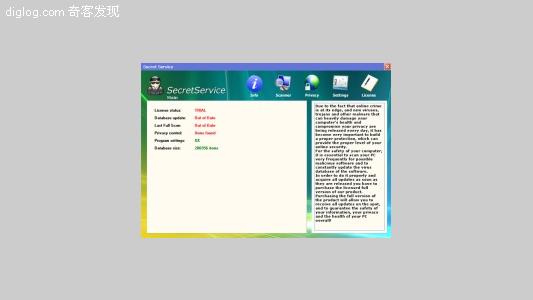 diglog.com 奇客发现
Secret Service
SecretService
Main
Info
Scanner
Privacy
Settings
License
License status: TRIAL
Database update: Out of Date
Last Full Scan: Out of Date
Privacy control: Items found
Program settings: OK
Database size: 200356 items
Due to the fact that online crime
is at its edge, and new viruses,
trojans and other malware that
can heavily damage your
computer's health and
compromise your privacy are
being released every day, it has
become very important to build
a proper protection, which can
provide the proper level of your
online security.
For the safety of your computer,
it is essential to scan your PC
very frequently for possible
malicious software and to
constantly update the virus
database of the software.
In order to do it properly and
acquire all updates as soon as
they are released you have to
purchase the licensed full
version of our product.
Purchasing the full version of
the product will allow you to
receive all updates on the spot,
and to guarantee the safety of
your information, your privacy
and the health of your PC
overall!